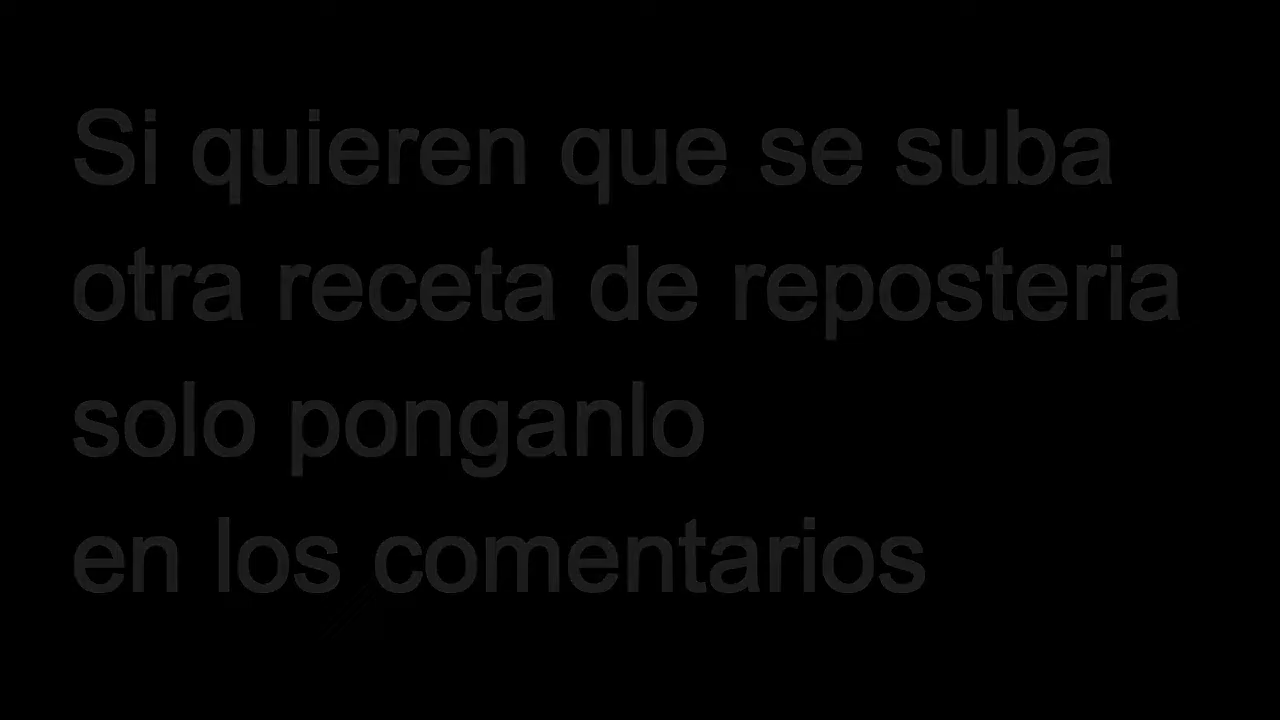 Si quieren que se suba
otra receta de reposteria
solo ponganlo
en los comentarios